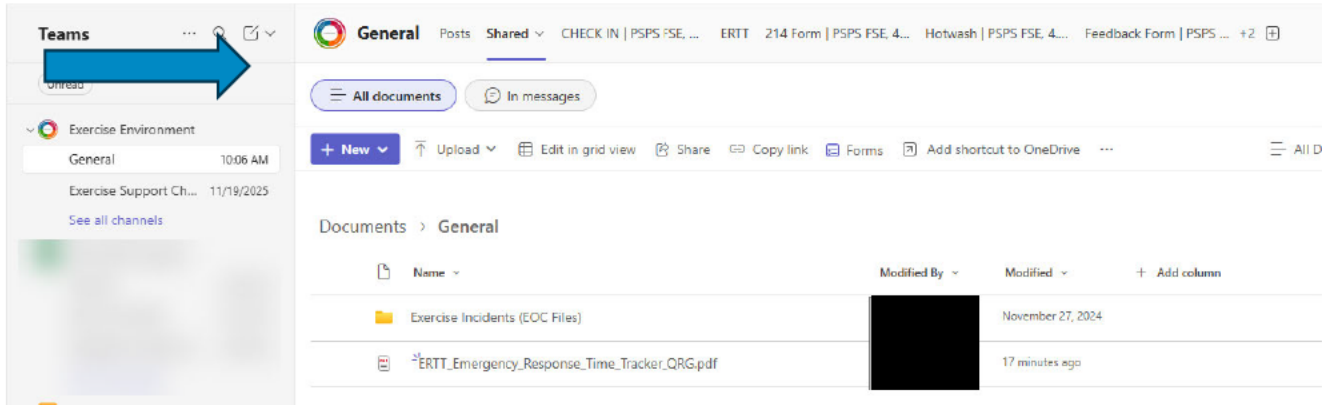 Teams ...
General Posts Shared CHECK IN | PSPS FSE, ... ERTT 214 Form | PSPS FSE, 4... Hotwash | PSPS FSE, 4.... Feedback Form | PSPS ... +2
Unread
All documents In messages
Exercise Environment
General 10:06 AM
+ New Upload Edit in grid view Share Copy link Forms Add shortcut to OneDrive ... All D
Exercise Support Ch... 11/19/2025
See all channels
Documents > General
Name Modified By Modified + Add column
Exercise Incidents (EOC Files) November 27, 2024
ERTT_Emergency_Response_Time_Tracker_QRG.pdf 17 minutes ago